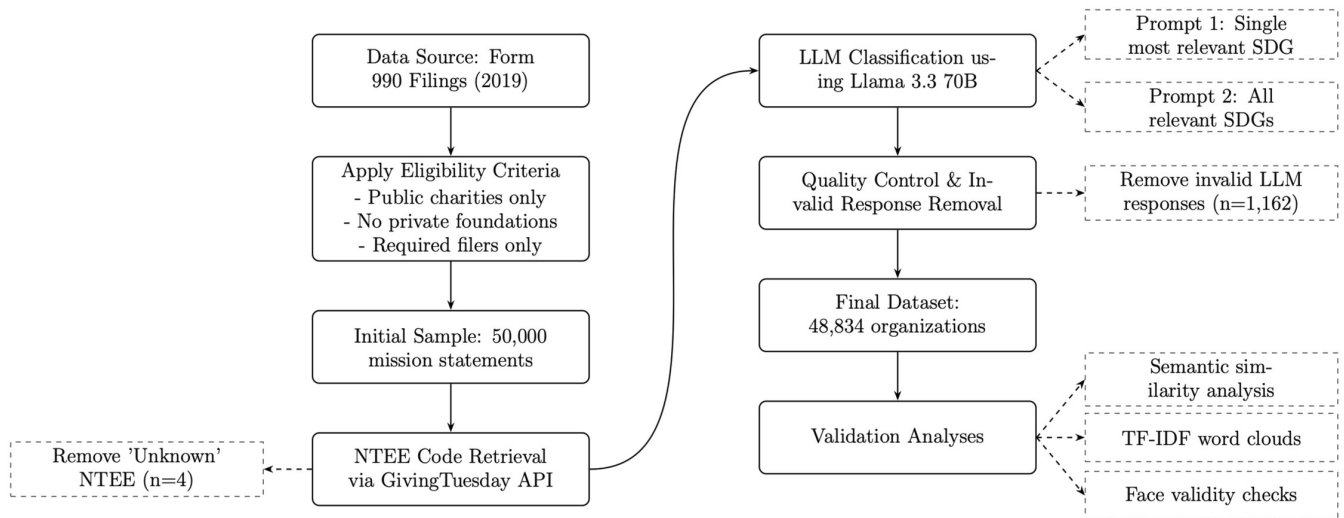 Data Source: Form
990 Filings (2019)
Apply Eligibility Criteria
- Public charities only
- No private foundations
- Required filers only
Initial Sample: 50,000
mission statements
NTEE Code Retrieval
via GivingTuesday API
Remove 'Unknown'
NTEE (n=4)
LLM Classification us-
ing Llama 3.3 70B
Prompt 1: Single
most relevant SDG
Prompt 2: All
relevant SDGs
Quality Control & In-
valid Response Removal
Remove invalid LLM
responses (n=1,162)
Final Dataset:
48,834 organizations
Validation Analyses
Semantic sim-
ilarity analysis
TF-IDF word clouds
Face validity checks